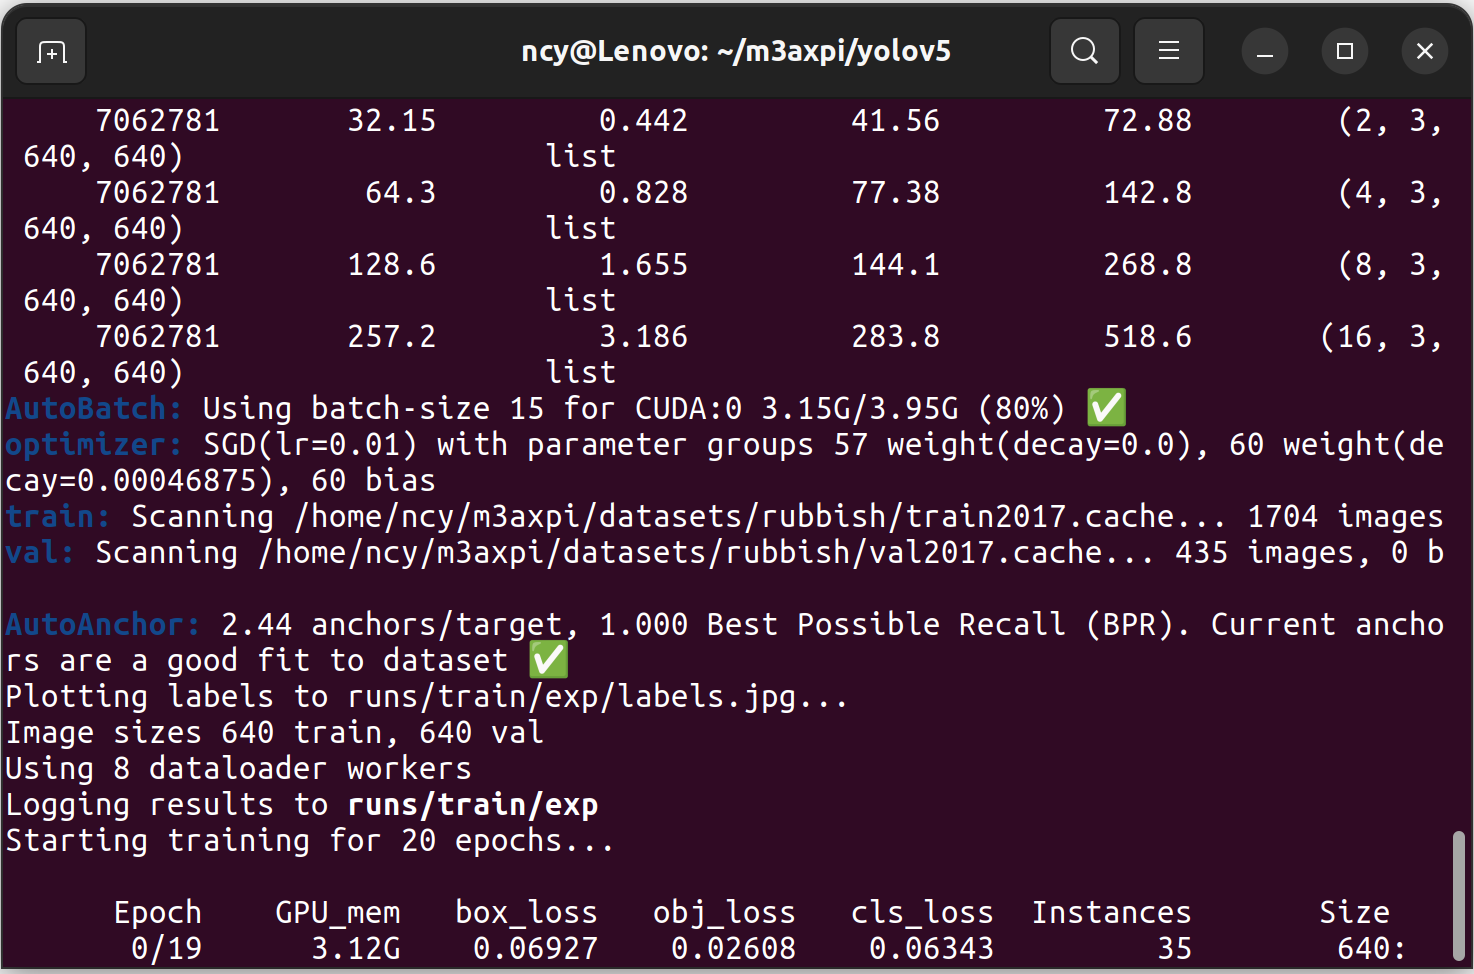 ncy@Lenovo: ~/m3axpi/yolov5
7062781 32.15 0.442 41.56 72.88 (2, 3,
640, 640) list
7062781 64.3 0.828 77.38 142.8 (4, 3,
640, 640) list
7062781 128.6 1.655 144.1 268.8 (8, 3,
640, 640) list
7062781 257.2 3.186 283.8 518.6 (16, 3,
640, 640) list
AutoBatch: Using batch-size 15 for CUDA:0 3.15G/3.95G (80%) ✅
optimizer: SGD(lr=0.01) with parameter groups 57 weight(decay=0.0), 60 weight(de
cay=0.00046875), 60 bias
train: Scanning /home/ncy/m3axpi/datasets/rubbish/train2017.cache... 1704 images
val: Scanning /home/ncy/m3axpi/datasets/rubbish/val2017.cache... 435 images, 0 b
AutoAnchor: 2.44 anchors/target, 1.000 Best Possible Recall (BPR). Current ancho
rs are a good fit to dataset ✅
Plotting labels to runs/train/exp/labels.jpg...
Image sizes 640 train, 640 val
Using 8 dataloader workers
Logging results to runs/train/exp
Starting training for 20 epochs...
Epoch GPU_mem box_loss obj_loss cls_loss Instances Size
0/19 3.12G 0.06927 0.02608 0.06343 35 640: